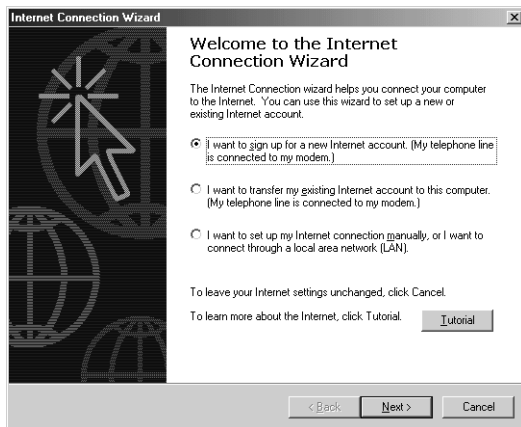 Internet Connection Wizard
Welcome to the Internet
Connection Wizard
The Internet Connection wizard helps you connect your computer
to the Internet. You can use this wizard to set up a new or
existing Internet account.
I want to sign up for a new Internet account. (My telephone line
is connected to my modem.)
I want to transfer my existing Internet account to this computer.
(My telephone line is connected to my modem.)
I want to set up my Internet connection manually, or I want to
connect through a local area network (LAN).
To leave your Internet settings unchanged, click Cancel.
To learn more about the Internet, click Tutorial.
Tutorial
< Back
Next >
Cancel